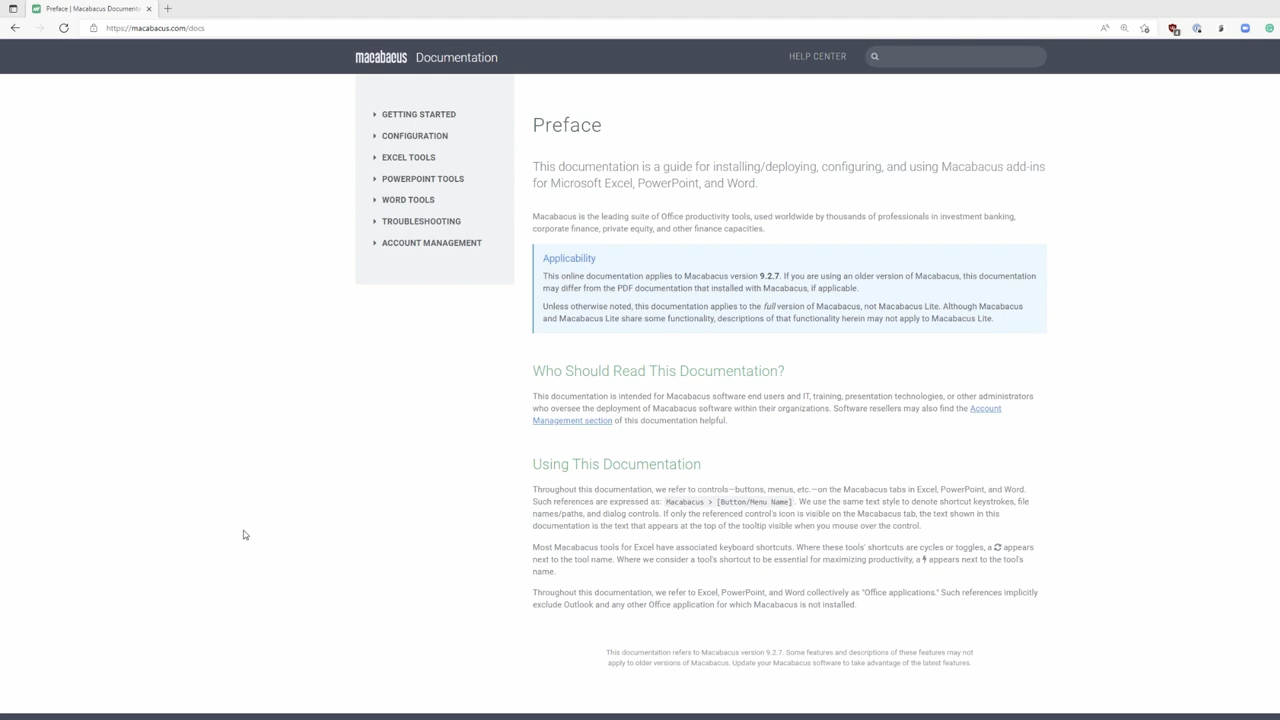 Preface | Macabacus Documenta
https://macabacus.com/docs
macabacus Documentation
HELP CENTER
GETTING STARTED
CONFIGURATION
EXCEL TOOLS
POWERPOINT TOOLS
WORD TOOLS
TROUBLESHOOTING
ACCOUNT MANAGEMENT
Preface
This documentation is a guide for installing/deploying, configuring, and using Macabacus add-ins
for Microsoft Excel, PowerPoint, and Word.
Macabacus is the leading suite of Office productivity tools, used worldwide by thousands of professionals in investment banking,
corporate finance, private equity, and other finance capacities.
Applicability
This online documentation applies to Macabacus version 9.2.7. If you are using an older version of Macabacus, this documentation
may differ from the PDF documentation that installed with Macabacus, if applicable.
Unless otherwise noted, this documentation applies to the full version of Macabacus, not Macabacus Lite. Although Macabacus
and Macabacus Lite share some functionality, descriptions of that functionality herein may not apply to Macabacus Lite.
Who Should Read This Documentation?
This documentation is intended for Macabacus software end users and IT, training, presentation technologies, or other administrators
who oversee the deployment of Macabacus software within their organizations. Software resellers may also find the Account
Management section of this documentation helpful.
Using This Documentation
Throughout this documentation, we refer to controls—buttons, menus, etc.—on the Macabacus tabs in Excel, PowerPoint, and Word.
Such references are expressed as: Macabacus > [Button/Menu Name]. We use the same text style to denote shortcut keystrokes, file
names/paths, and dialog controls. If only the referenced control's icon is visible on the Macabacus tab, the text shown in this
documentation is the text that appears at the top of the tooltip visible when you mouse over the control.
Most Macabacus tools for Excel have associated keyboard shortcuts. Where these tools' shortcuts are cycles or toggles, a appears
next to the tool name. Where we consider a tool's shortcut to be essential for maximizing productivity, a appears next to the tool's
name.
Throughout this documentation, we refer to Excel, PowerPoint, and Word collectively as "Office applications." Such references implicitly
exclude Outlook and any other Office application for which Macabacus is not installed.
This documentation refers to Macabacus version 9.2.7. Some features and descriptions of these features may not
apply to older versions of Macabacus. Update your Macabacus software to take advantage of the latest features.